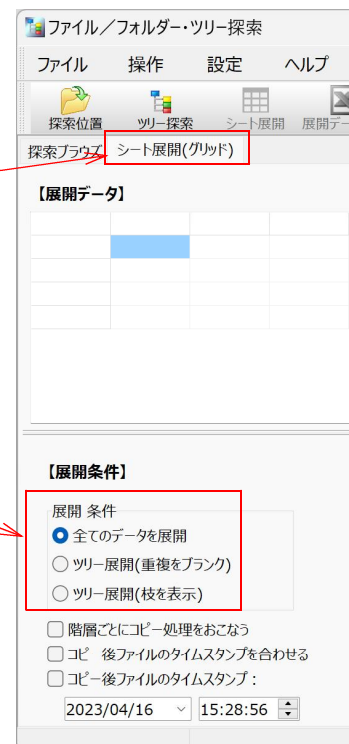 ファイル／フォルダー・ツリー探索
ファイル 操作 設定 ヘルプ
探索位置 ツリー探索 シート展開 展開デー
探索ブラウズ シート展開(グリッド)
【展開データ】
【展開条件】
展開 条件
全てのデータを展開
ツリー展開(重複をブランク)
ツリー展開(枝を表示)
階層ごとにコピー処理をおこなう
コピ　後ファイルのタイムスタンプを合わせる
コピー後ファイルのタイムスタンプ：
2023/04/16 15:28:56